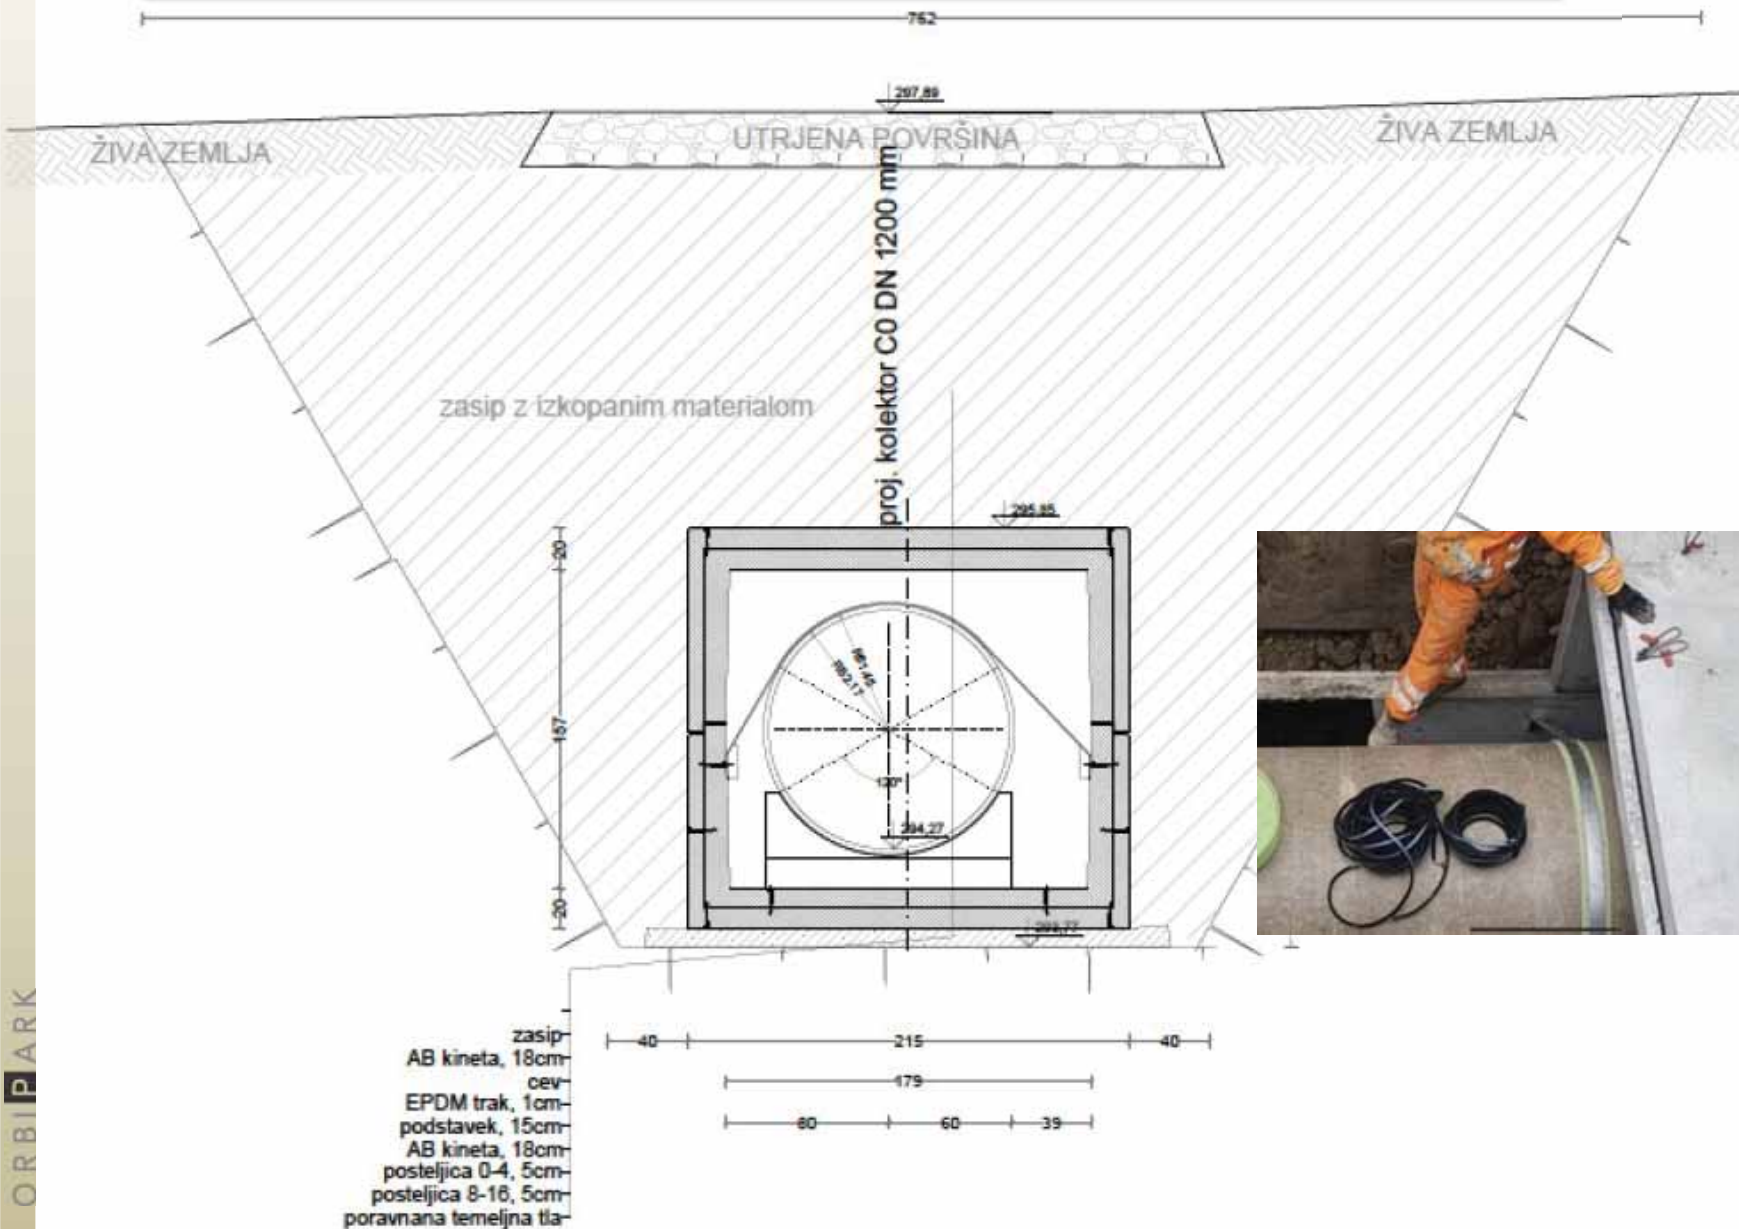 762
297,89
ŽIVA ZEMLJA
UTRJENA POVRŠINA
ŽIVA ZEMLJA
proj. kolektor C0 DN 1200 mm
zasip z izkopanim materialom
295,85
20
157
20
120°
294,27
293,77
zasip
AB kineta, 18cm
cev
EPDM trak, 1cm
podstavek, 15cm
AB kineta, 18cm
posteljica 0-4, 5cm
posteljica 8-16, 5cm
poravnana temeljna tla
40
215
40
179
80
60
39
ORBIPARK